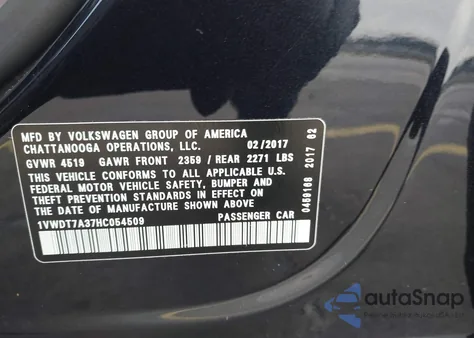 MFD BY VOLKSWAGEN GROUP OF AMERICA
CHATTANOOGA OPERATIONS, LLC. 02/2017
GVWR 4519 GAWR FRONT 2359 / REAR 2271 LBS
THIS VEHICLE CONFORMS TO ALL APPLICABLE U.S.
FEDERAL MOTOR VEHICLE SAFETY, BUMPER AND
THEFT PREVENTION STANDARDS IN EFFECT ON
THE DATE OF MANUFACTURE SHOWN ABOVE.
1VWDT7A37HC054509 PASSENGER CAR
0459168 2017 82
autoSnap